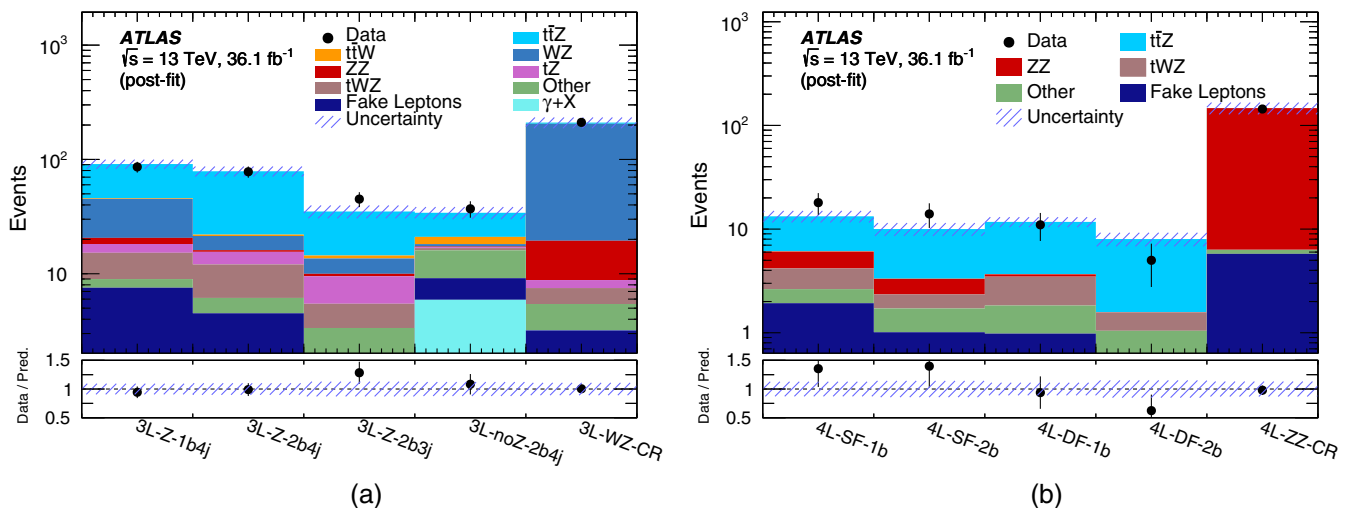 ATLAS
√s = 13 TeV, 36.1 fb⁻¹
(post-fit)
Data
tt̄W
ZZ
tWZ
Fake Leptons
Uncertainty
tt̄Z
WZ
tZ
Other
γ+X
Events
10³
10²
10
Data / Pred.
1.5
1
0.5
3L-Z-1b4j
3L-Z-2b4j
3L-Z-2b3j
3L-noZ-2b4j
3L-WZ-CR
(a)
ATLAS
√s = 13 TeV, 36.1 fb⁻¹
(post-fit)
Data
ZZ
Other
Uncertainty
tt̄Z
tWZ
Fake Leptons
Events
10³
10²
10
1
Data / Pred.
1.5
1
0.5
4L-SF-1b
4L-SF-2b
4L-DF-1b
4L-DF-2b
4L-ZZ-CR
(b)